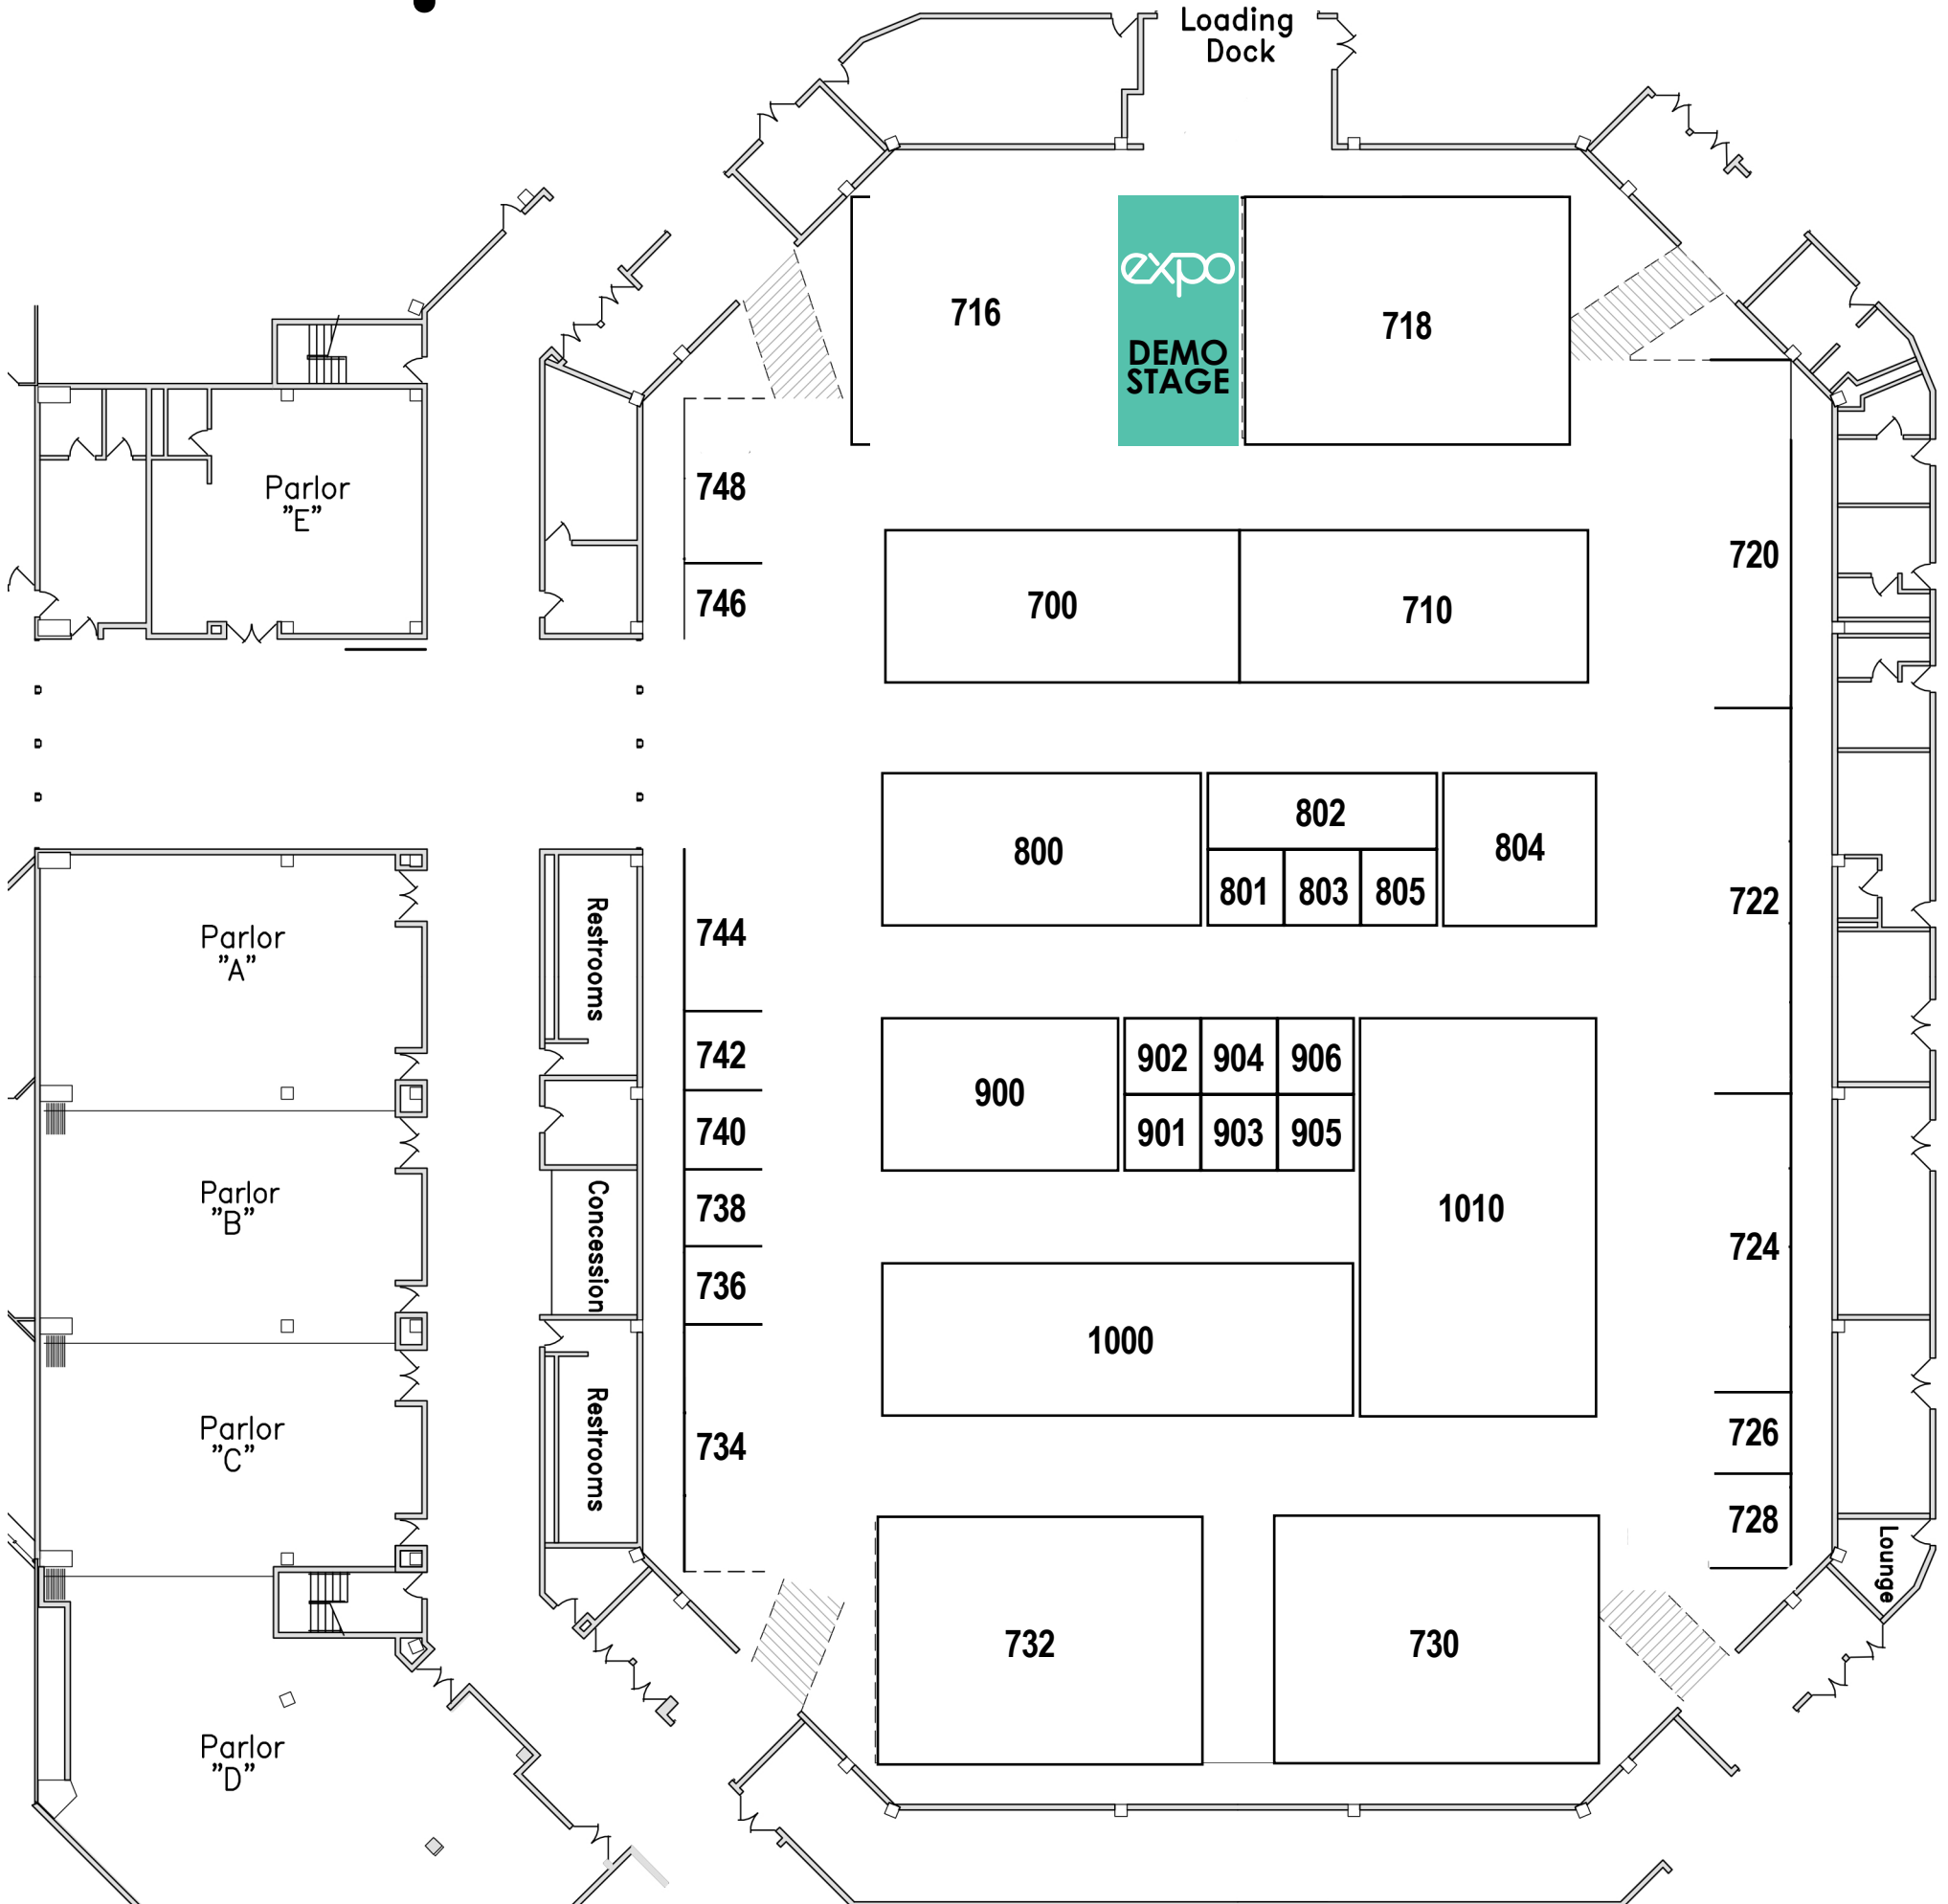 Loading
Dock
expo
716
718
DEMO
STAGE
748
Parlor
"E"
720
746
700
710
802
800
804
801
803
805
722
Restrooms
744
Parlor
"A"
742
902
904
906
900
740
901
903
905
Parlor
"B"
738
1010
Concession
724
736
1000
Parlor
"C"
Restrooms
734
726
728
Lounge
732
730
Parlor
"D"